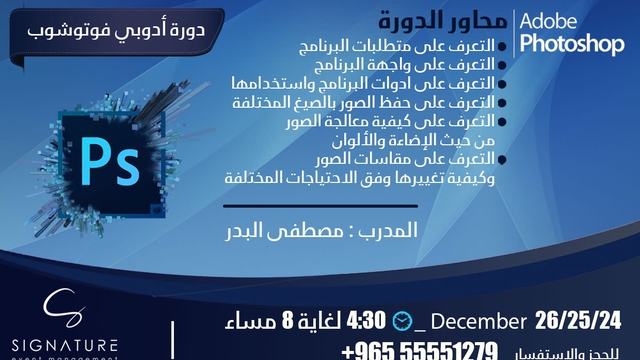 دورة أدوبي فوتوشوب
Adobe
Photoshop
محاور الدورة
التعرف على متطلبات البرنامج
التعرف على واجهة البرنامج
التعرف على ادوات البرنامج واستخدامها
التعرف على حفظ الصور بالصيغ المختلفة
التعرف على كيفية معالجة الصور
من حيث الإضاءة والألوان
التعرف على مقاسات الصور
وكيفية تغييرها وفق الاحتياجات المختلفة
Ps
المدرب : مصطفى البدر
26/25/24 December _ 4:30 لغاية 8 مساء
للحجز والاستفسار +965 55551279
SIGNATURE
event management